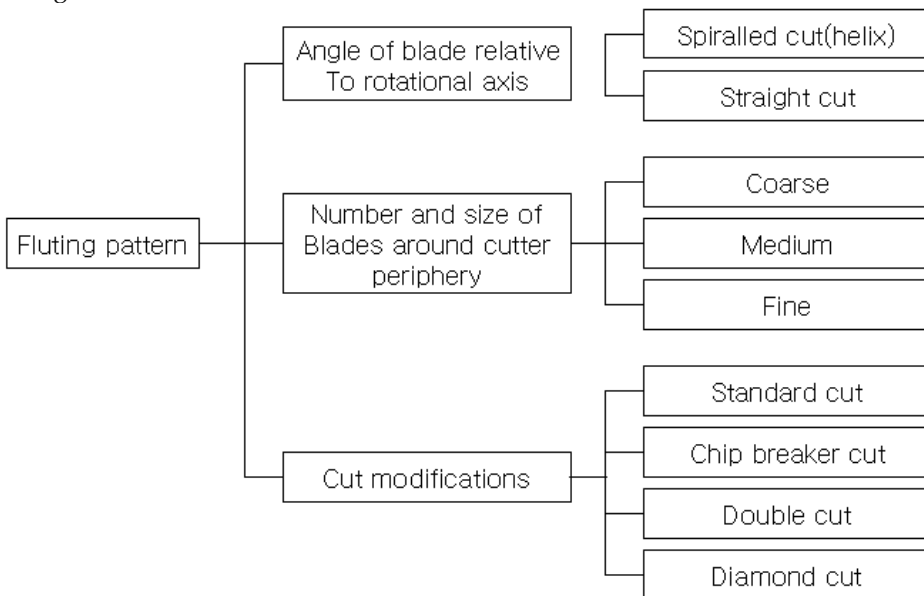 Angle of blade relative
To rotational axis
Spiralled cut(helix)
Straight cut
Fluting pattern
Number and size of
Blades around cutter
periphery
Coarse
Medium
Fine
Cut modifications
Standard cut
Chip breaker cut
Double cut
Diamond cut